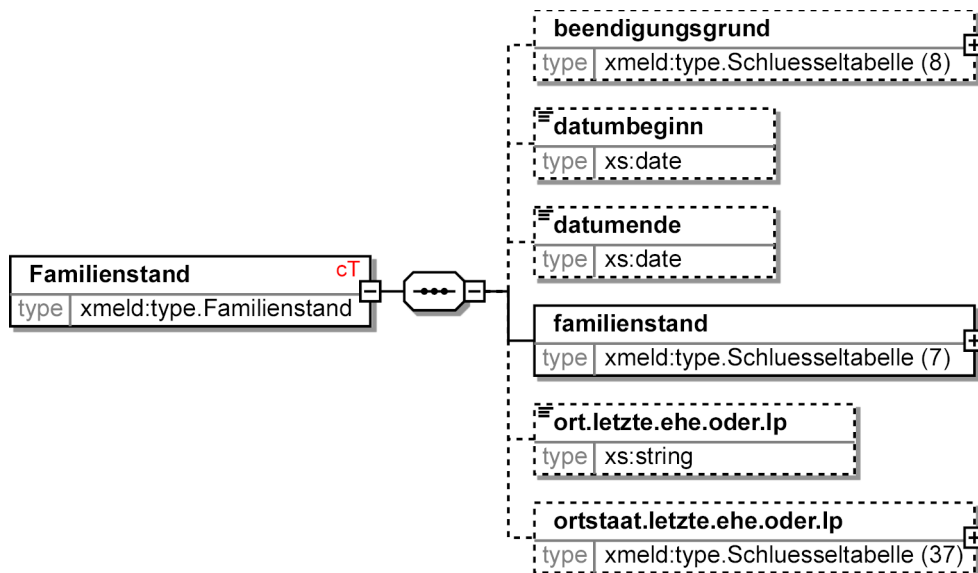 beendigungsgrund
type xmeld:type.Schluesseltabelle (8)
datumbeginn
type xs:date
datumende
type xs:date
Familienstand cT
type xmeld:type.Familienstand
familienstand
type xmeld:type.Schluesseltabelle (7)
ort.letzte.ehe.oder.lp
type xs:string
ortstaat.letzte.ehe.oder.lp
type xmeld:type.Schluesseltabelle (37)